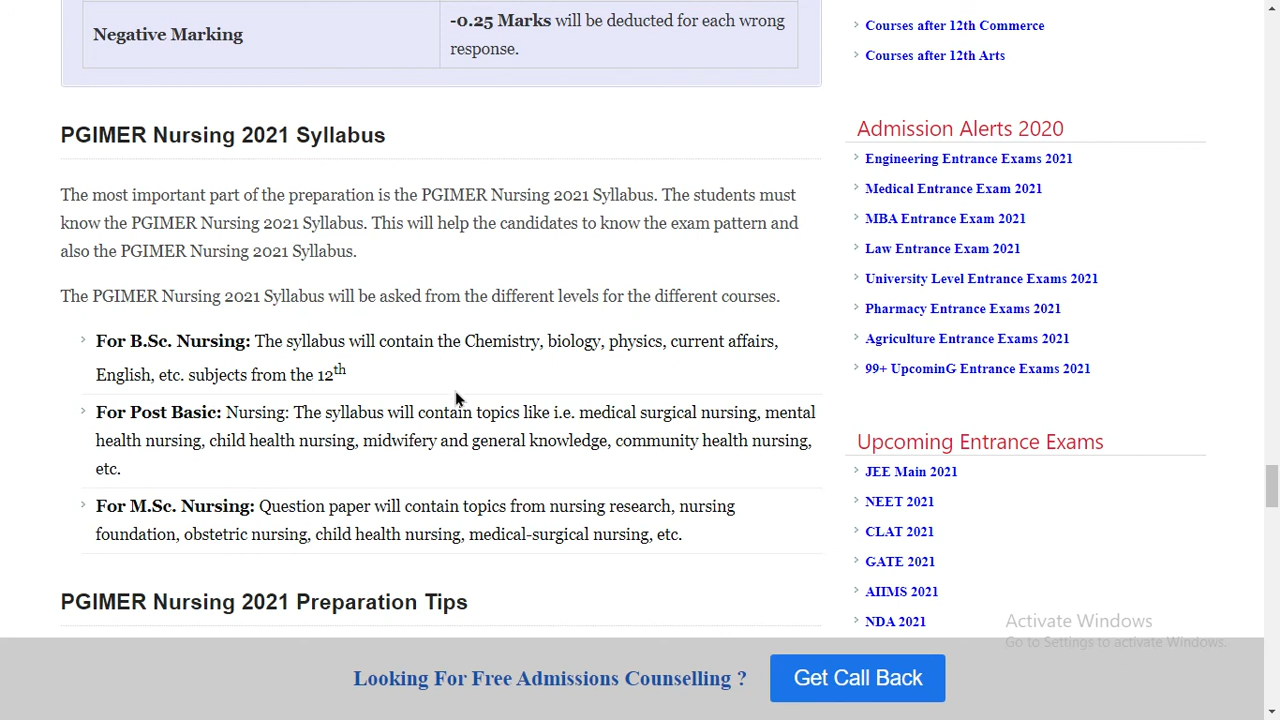 Negative Marking
-0.25 Marks will be deducted for each wrong
response.
PGIMER Nursing 2021 Syllabus
The most important part of the preparation is the PGIMER Nursing 2021 Syllabus. The students must
know the PGIMER Nursing 2021 Syllabus. This will help the candidates to know the exam pattern and
also the PGIMER Nursing 2021 Syllabus.
The PGIMER Nursing 2021 Syllabus will be asked from the different levels for the different courses.
For B.Sc. Nursing: The syllabus will contain the Chemistry, biology, physics, current affairs,
English, etc. subjects from the 12th
For Post Basic: Nursing: The syllabus will contain topics like i.e. medical surgical nursing, mental
health nursing, child health nursing, midwifery and general knowledge, community health nursing,
etc.
For M.Sc. Nursing: Question paper will contain topics from nursing research, nursing
foundation, obstetric nursing, child health nursing, medical-surgical nursing, etc.
PGIMER Nursing 2021 Preparation Tips
Courses after 12th Commerce
Courses after 12th Arts
Admission Alerts 2020
Engineering Entrance Exams 2021
Medical Entrance Exam 2021
MBA Entrance Exam 2021
Law Entrance Exam 2021
University Level Entrance Exams 2021
Pharmacy Entrance Exams 2021
Agriculture Entrance Exams 2021
99+ UpcominG Entrance Exams 2021
Upcoming Entrance Exams
JEE Main 2021
NEET 2021
CLAT 2021
GATE 2021
AIIMS 2021
NDA 2021
Activate Windows
Go to Settings to activate Windows.
Looking For Free Admissions Counselling ?
Get Call Back